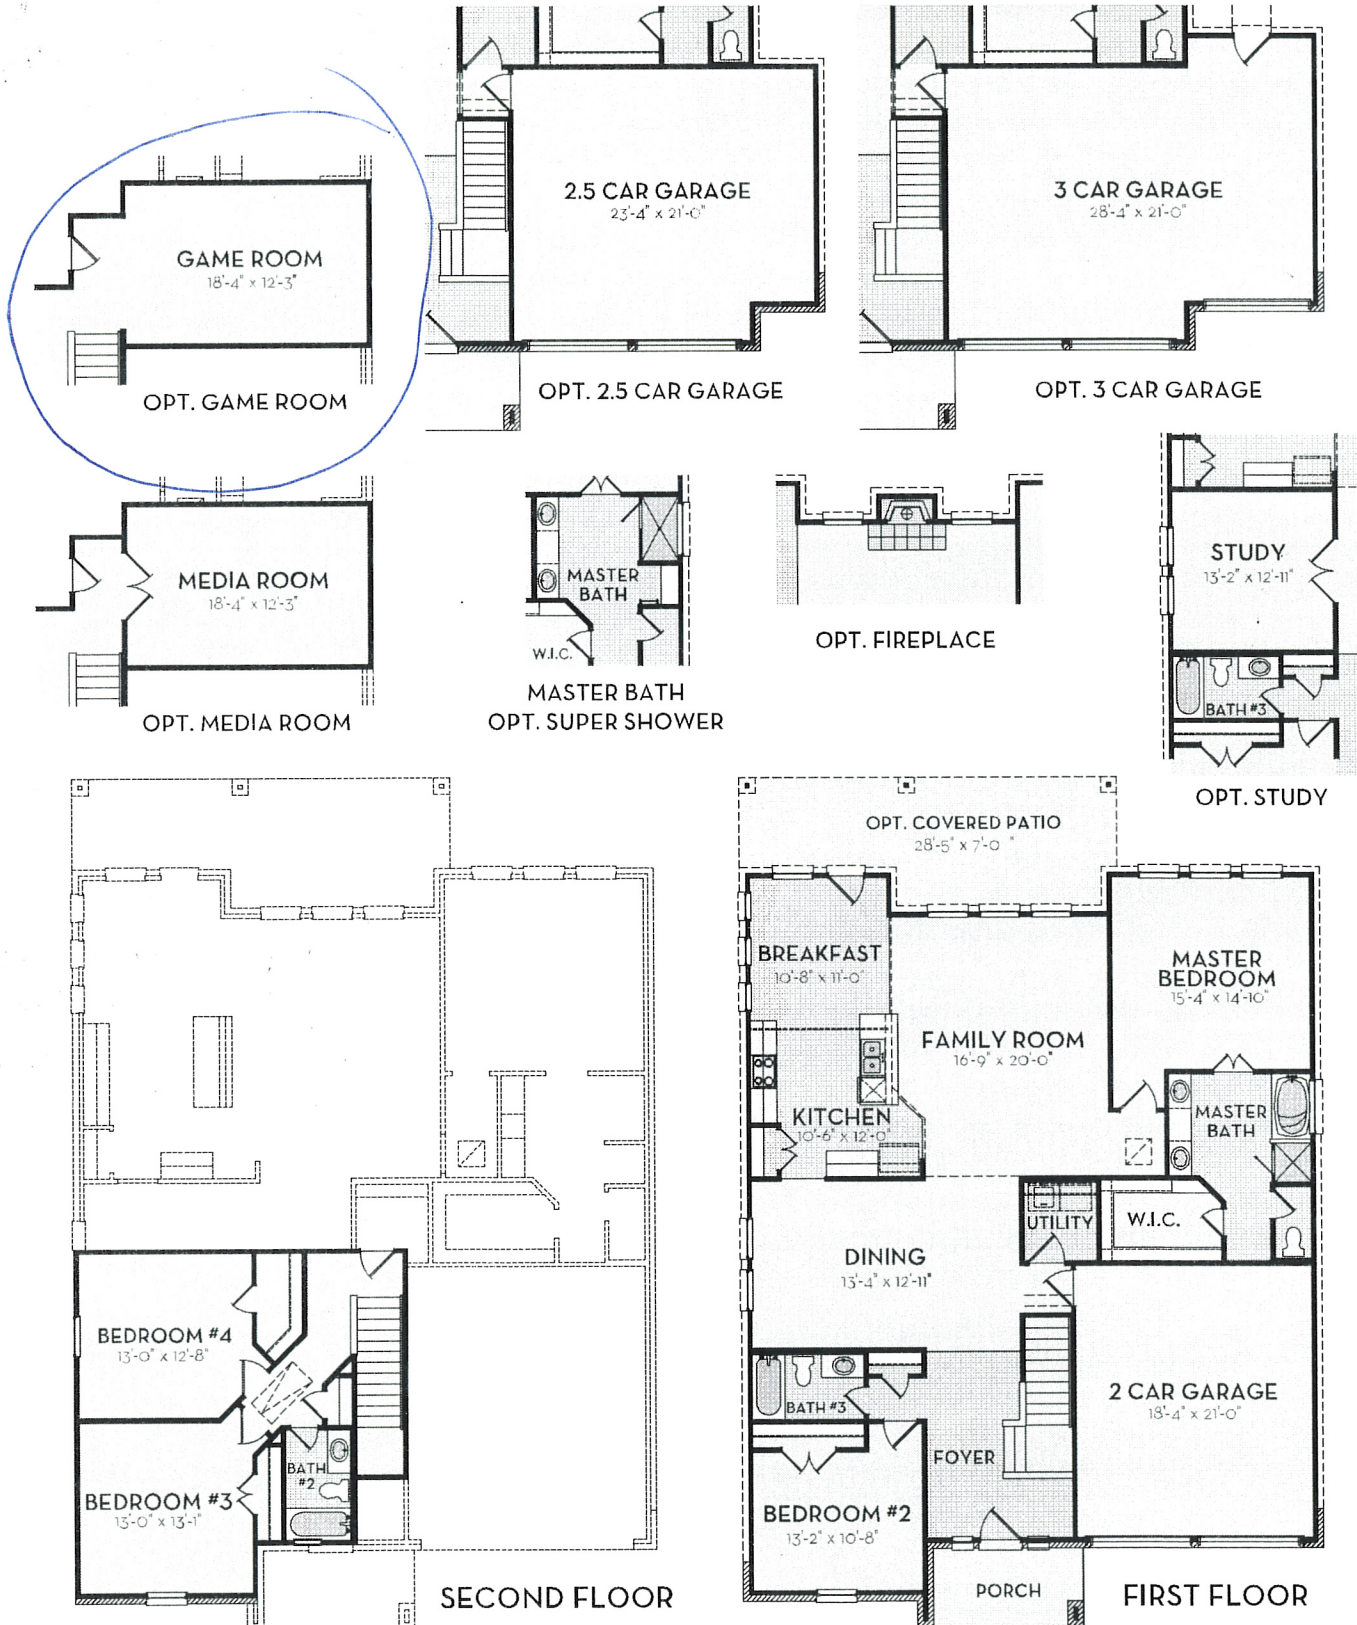 2.5 CAR GARAGE
23'-4" x 21'-0"
OPT. 2.5 CAR GARAGE
3 CAR GARAGE
28'-4" x 21'-0"
OPT. 3 CAR GARAGE
GAME ROOM
18'-4" x 12'-3"
OPT. GAME ROOM
MEDIA ROOM
18'-4" x 12'-3"
OPT. MEDIA ROOM
MASTER
BATH
W.I.C.
MASTER BATH
OPT. SUPER SHOWER
OPT. FIREPLACE
STUDY
13'-2" x 12'-11"
BATH #3
OPT. STUDY
BEDROOM #4
13'-0" x 12'-8"
BEDROOM #3
13'-0" x 13'-1"
BATH
#2
SECOND FLOOR
OPT. COVERED PATIO
28'-5" x 7'-0"
BREAKFAST
10'-8" x 11'-0"
FAMILY ROOM
16'-9" x 20'-0"
MASTER
BEDROOM
15'-4" x 14'-10"
KITCHEN
10'-6" x 12'-0"
MASTER
BATH
UTILITY
W.I.C.
DINING
13'-4" x 12'-11"
BATH #3
2 CAR GARAGE
18'-4" x 21'-0"
FOYER
BEDROOM #2
13'-2" x 10'-8"
PORCH
FIRST FLOOR